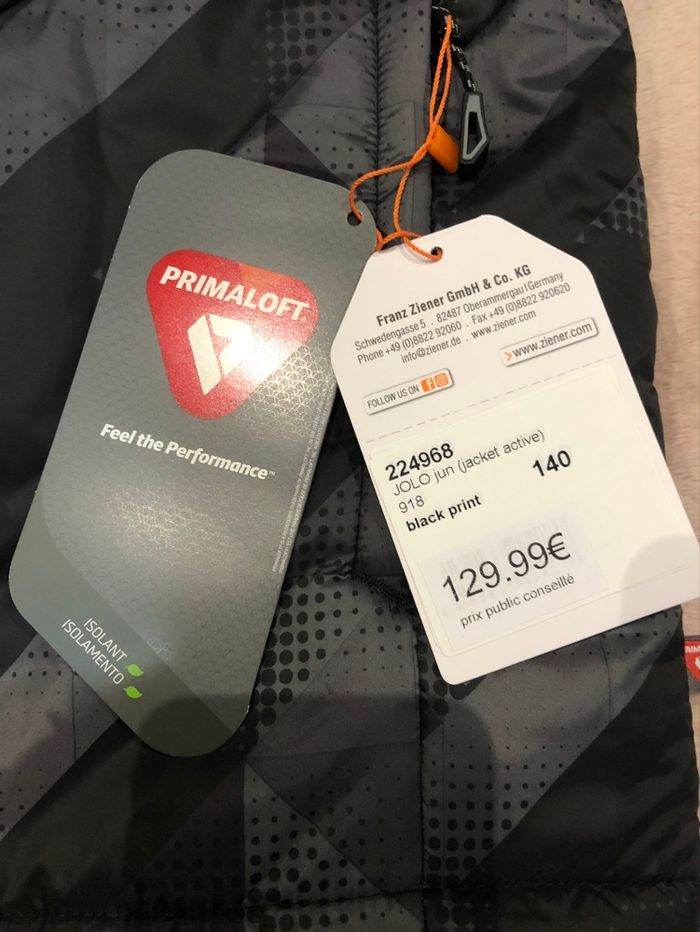 PRIMALOFT
Feel the Performance™
ISOLANT
ISOLAMENTO
Franz Ziener GmbH & Co. KG
Schwedengasse 5 . 82487 Oberammergau | Germany
Phone +49 (0)8822 92060 . Fax +49 (0)8822 920620
info@ziener.de . www.ziener.com
>www.ziener.com
FOLLOW US ON
224968
JOLO jun (jacket active)
918 140
black print
129.99€
prix public conseillé